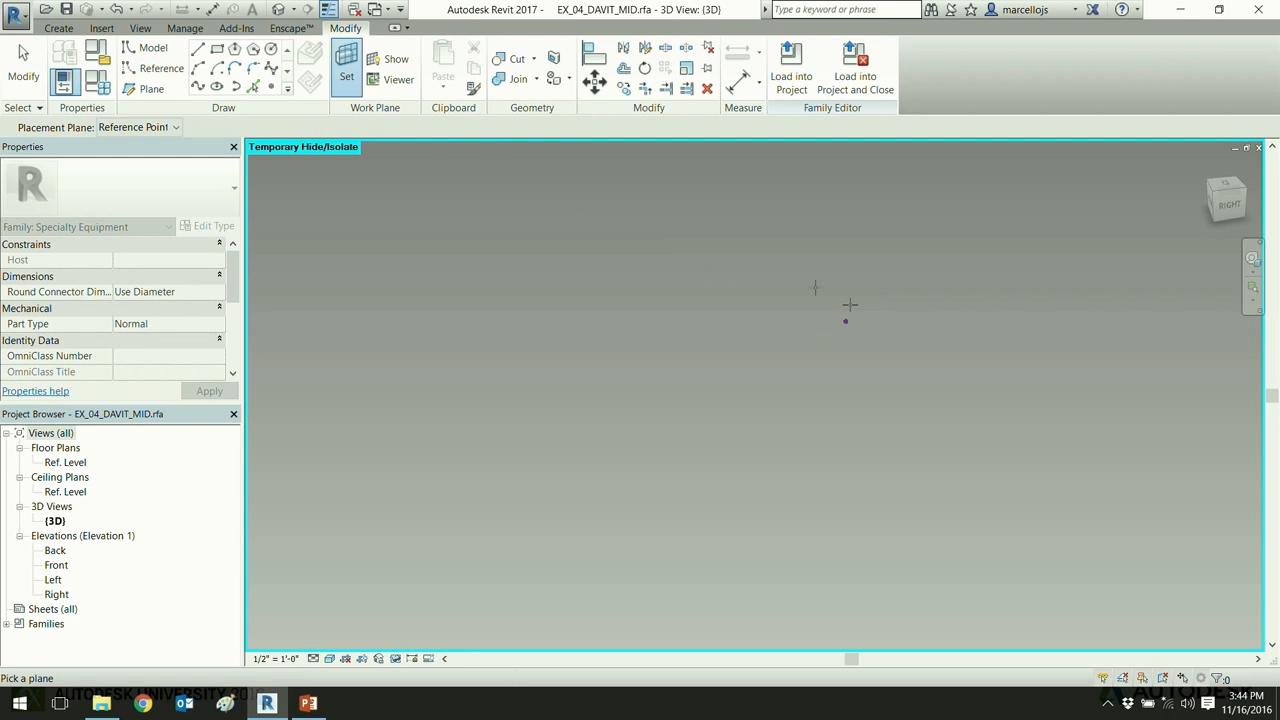 Autodesk Revit 2017 - EX_04_DAVIT_MID.rfa - 3D View: {3D}
Type a keyword or phrase
marcellojs
Create Insert View Manage Add-Ins Enscape™ Modify
Modify
Model
Reference
Plane
Set
Show
Viewer
Paste
Cut
Join
Load into
Project
Load into
Project and Close
Select Properties Draw Work Plane Clipboard Geometry Modify Measure Family Editor
Placement Plane: Reference Point
Properties
Family: Specialty Equipment
Edit Type
Constraints
Host
Dimensions
Round Connector Dim... Use Diameter
Mechanical
Part Type Normal
Identity Data
OmniClass Number
OmniClass Title
Properties help
Apply
Project Browser - EX_04_DAVIT_MID.rfa
Views (all)
Floor Plans
Ref. Level
Ceiling Plans
Ref. Level
3D Views
{3D}
Elevations (Elevation 1)
Back
Front
Left
Right
Sheets (all)
Families
Temporary Hide/Isolate
RIGHT
1/2" = 1'-0"
Pick a plane
:0
3:44 PM
11/16/2016